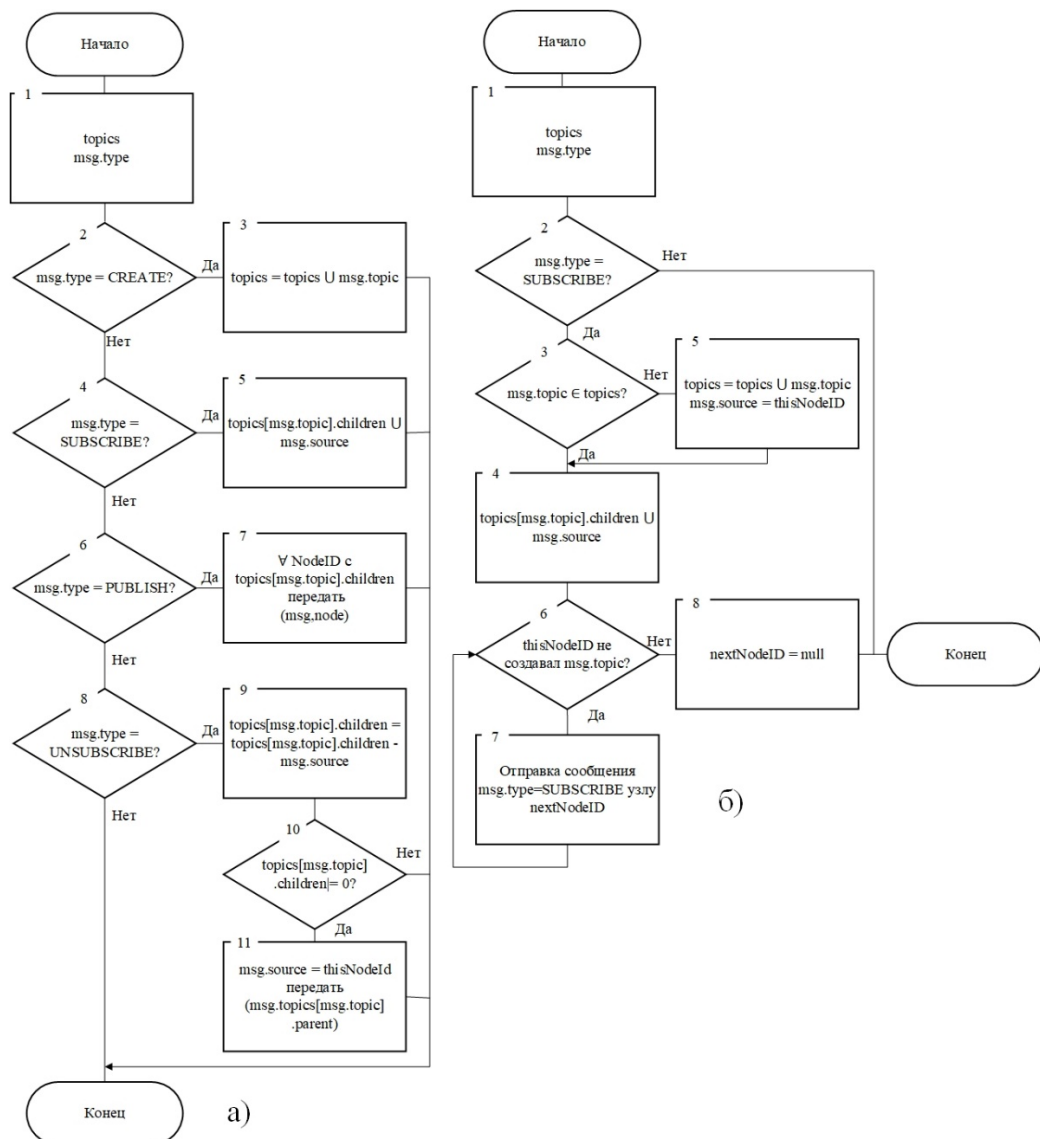 Начало
1
topics
msg.type
2
msg.type = CREATE?
Да
Нет
3
topics = topics U msg.topic
4
msg.type =
SUBSCRIBE?
Да
Нет
5
topics[msg.topic].children U
msg.source
6
msg.type = PUBLISH?
Да
Нет
7
∀ NodeID с
topics[msg.topic].children
передать
(msg,node)
8
msg.type =
UNSUBSCRIBE?
Да
Нет
9
topics[msg.topic].children =
topics[msg.topic].children -
msg.source
10
topics[msg.topic]
.children|= 0?
Нет
Да
11
msg.source = thisNodeId
передать
(msg.topics[msg.topic]
.parent)
Конец
а)
Начало
1
topics
msg.type
2
msg.type =
SUBSCRIBE?
Нет
Да
3
msg.topic ∈ topics?
Нет
Да
5
topics = topics U msg.topic
msg.source = thisNodeID
4
topics[msg.topic].children U
msg.source
6
thisNodeID не
создавал msg.topic?
Нет
Да
8
nextNodeID = null
Конец
7
Отправка сообщения
msg.type=SUBSCRIBE узлу
nextNodeID
б)